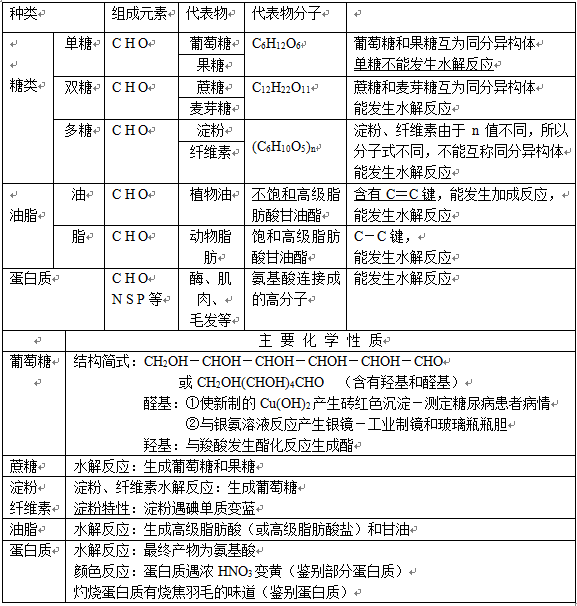 种类 组成元素 代表物 代表物分子
糖类 单糖 C H O 葡萄糖 C6H12O6 葡萄糖和果糖互为同分异构体
果糖 单糖不能发生水解反应
双糖 C H O 蔗糖 C12H22O11 蔗糖和麦芽糖互为同分异构体
麦芽糖 能发生水解反应
多糖 C H O 淀粉 (C6H10O5)n 淀粉、纤维素由于 n 值不同，所以
纤维素 分子式不同，不能互称同分异构体
能发生水解反应
油脂 油 C H O 植物油 不饱和高级脂 含有 C＝C 键，能发生加成反应，
肪酸甘油酯 能发生水解反应
脂 C H O 动物脂 饱和高级脂肪 C－C 键，
肪 酸甘油酯 能发生水解反应
蛋白质 C H O 酶、肌 氨基酸连接成 能发生水解反应
N S P 等 肉、 的高分子
毛发等
主 要 化 学 性 质
葡萄糖 结构简式：CH2OH－CHOH－CHOH－CHOH－CHOH－CHO
或 CH2OH(CHOH)4CHO （含有羟基和醛基）
醛基：①使新制的 Cu(OH)2 产生砖红色沉淀－测定糖尿病患者病情
②与银氨溶液反应产生银镜－工业制镜和玻璃瓶瓶胆
羟基：与羧酸发生酯化反应生成酯
蔗糖 水解反应：生成葡萄糖和果糖
淀粉 淀粉、纤维素水解反应：生成葡萄糖
纤维素 淀粉特性：淀粉遇碘单质变蓝
油脂 水解反应：生成高级脂肪酸（或高级脂肪酸盐）和甘油
蛋白质 水解反应：最终产物为氨基酸
颜色反应：蛋白质遇浓 HNO3 变黄（鉴别部分蛋白质）
灼烧蛋白质有烧焦羽毛的味道（鉴别蛋白质）